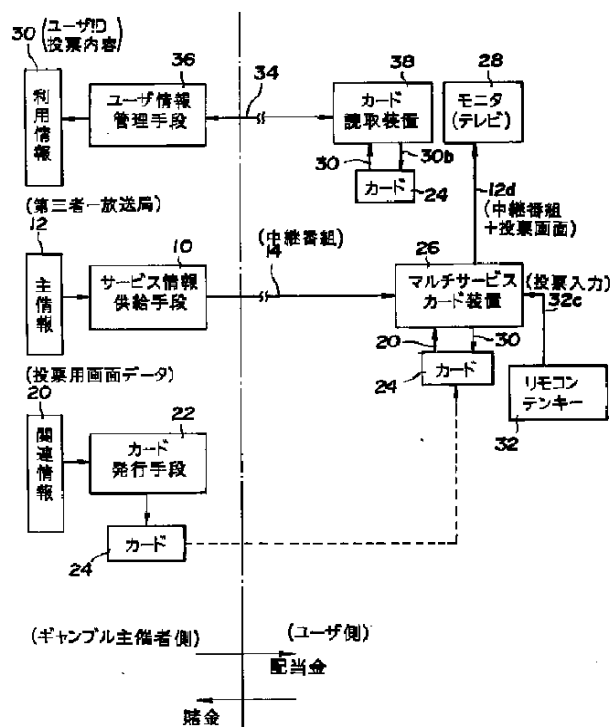 30 (ユーザID
投票内容)
利用情報
36
ユーザ情報
管理手段
34
38
カード
読取装置
28
モニタ
(テレビ)
30
30b
カード
24
12d
(中継番組
+投票画面)
(第三者-放送局)
12
主情報
10
サービス情報
供給手段
(中継番組)
14
26
マルチサービス
カード装置
(投票入力)
32c
20
30
24
カード
リモコン
テンキー
32
(投票用画面データ)
20
関連情報
22
カード
発行手段
カード
24
(ギャンブル主催者側)
(ユーザ側)
配当金
賭金